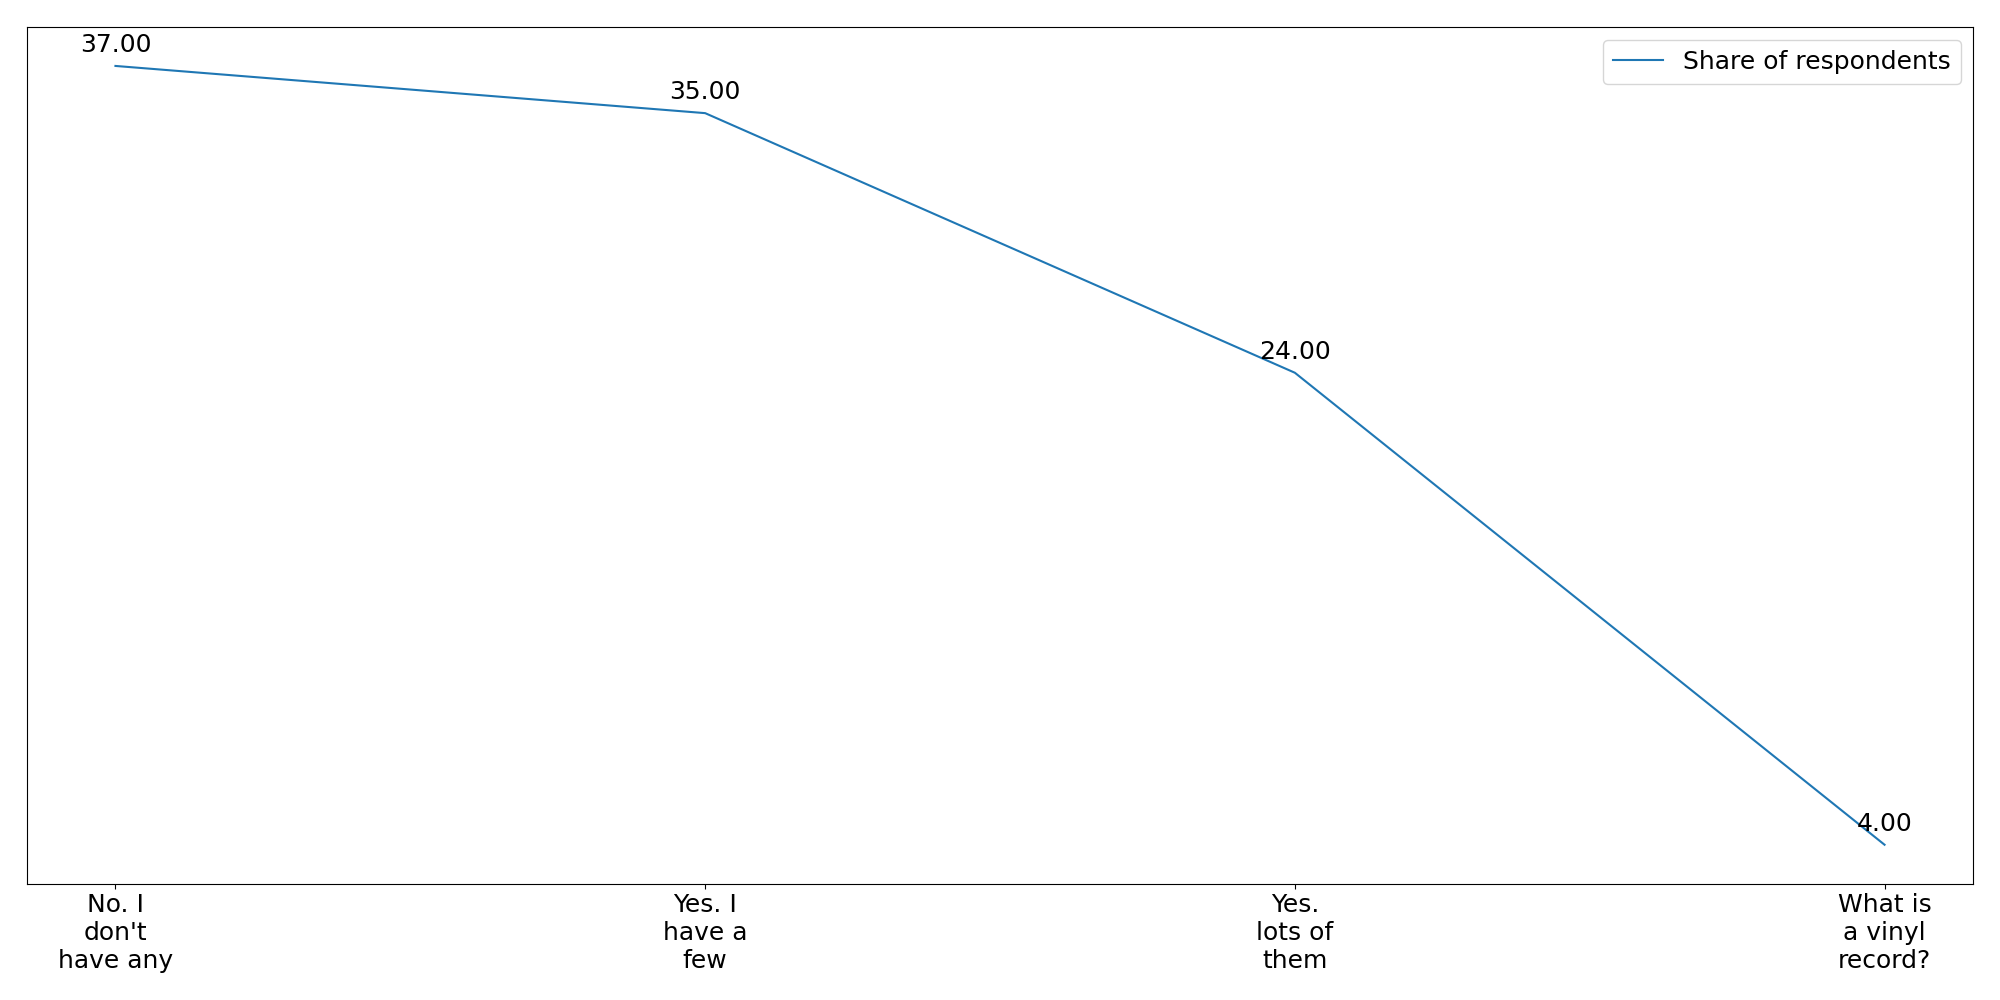 37.00
35.00
24.00
4.00
Share of respondents
No. I
don't
have any
Yes. I
have a
few
Yes.
lots of
them
What is
a vinyl
record?